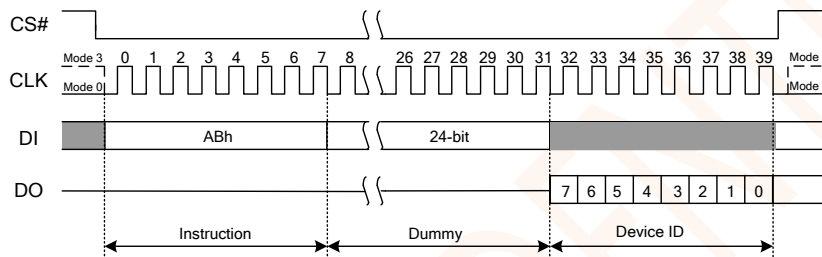 CS#
Mode 3 0 1 2 3 4 5 6 7 8 26 27 28 29 30 31 32 33 34 35 36 37 38 39 Mode
CLK
Mode 0 Mode
DI ABh 24-bit
DO 7 6 5 4 3 2 1 0
Instruction Dummy Device ID